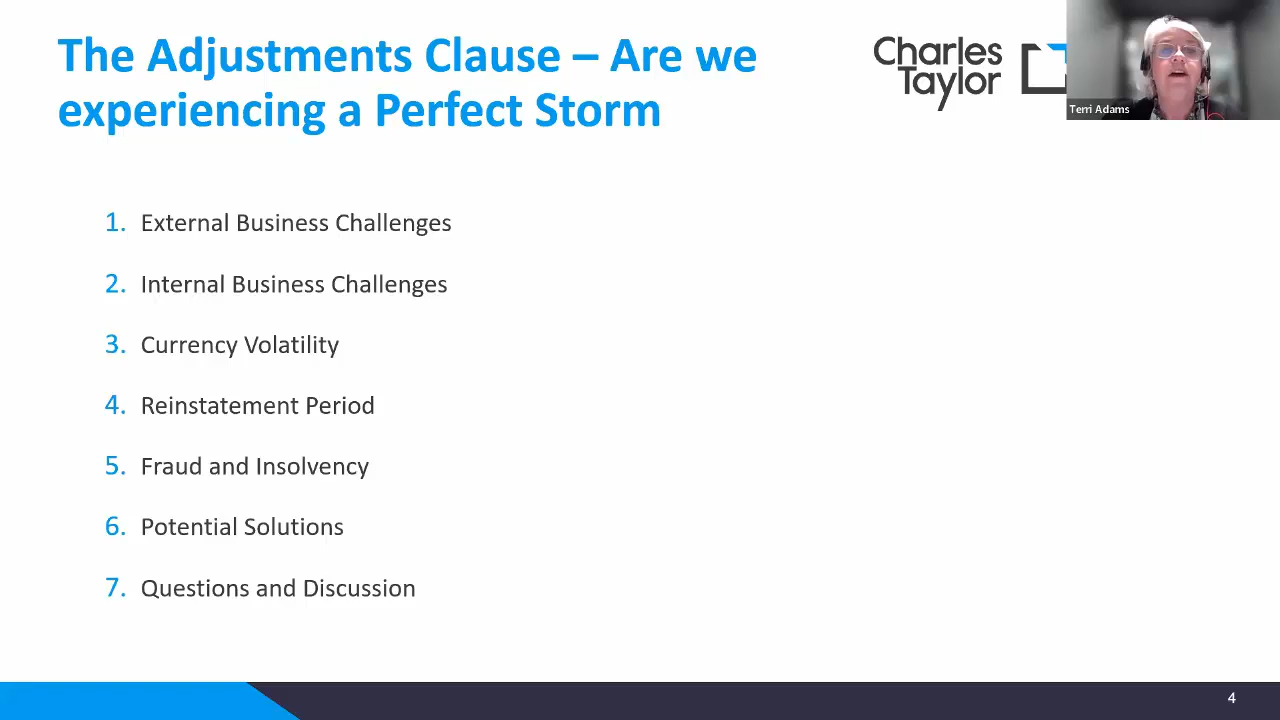 The Adjustments Clause – Are we
experiencing a Perfect Storm
Charles
Taylor
Terri Adams
1. External Business Challenges
2. Internal Business Challenges
3. Currency Volatility
4. Reinstatement Period
5. Fraud and Insolvency
6. Potential Solutions
7. Questions and Discussion
4